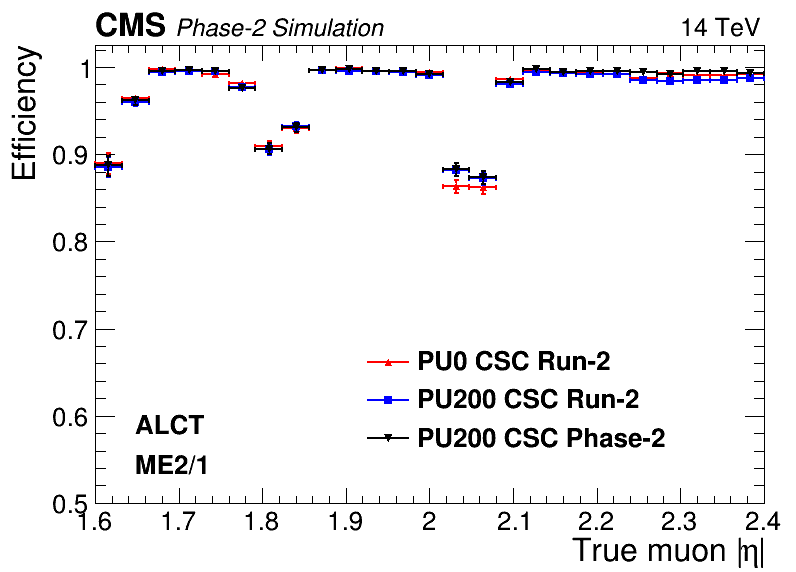 CMS Phase-2 Simulation 14 TeV
Efficiency
1
0.9
0.8
0.7
0.6
0.5
PU0 CSC Run-2
PU200 CSC Run-2
PU200 CSC Phase-2
ALCT
ME2/1
1.6 1.7 1.8 1.9 2 2.1 2.2 2.3 2.4
True muon |η|